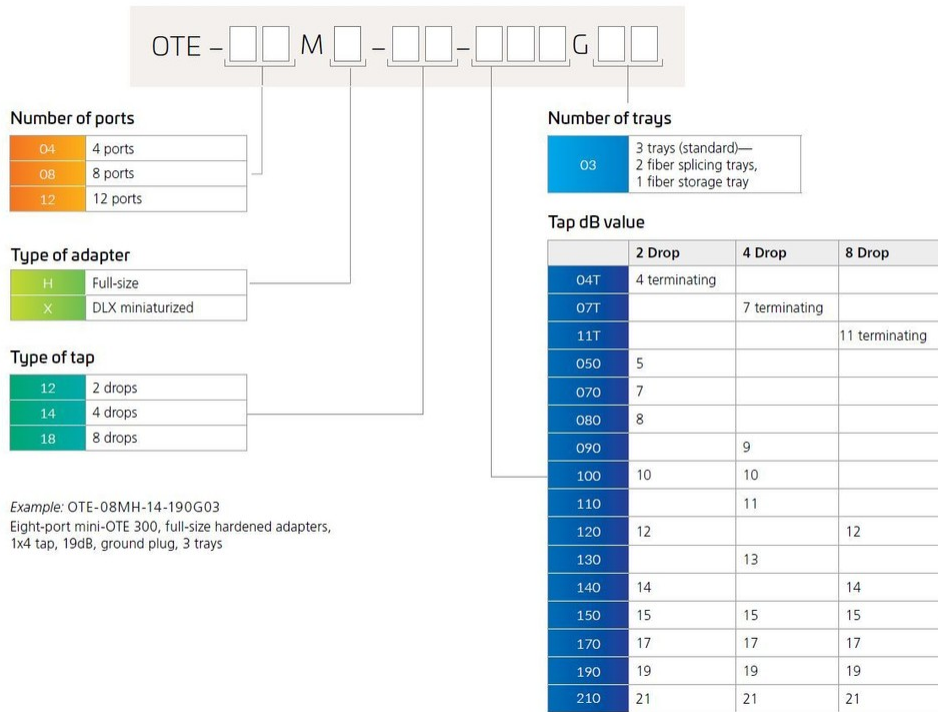 OTE – M – – G
Number of ports
04 4 ports
08 8 ports
12 12 ports
Type of adapter
H Full-size
X DLX miniaturized
Type of tap
12 2 drops
14 4 drops
18 8 drops
Example: OTE-08MH-14-190G03
Eight-port mini-OTE 300, full-size hardened adapters,
1x4 tap, 19dB, ground plug, 3 trays
Number of trays
03 3 trays (standard)—
2 fiber splicing trays,
1 fiber storage tray
Tap dB value
2 Drop 4 Drop 8 Drop
04T 4 terminating
07T 7 terminating
11T 11 terminating
050 5
070 7
080 8
090 9
100 10 10
110 11
120 12 12
130 13
140 14 14
150 15 15 15
170 17 17 17
190 19 19 19
210 21 21 21